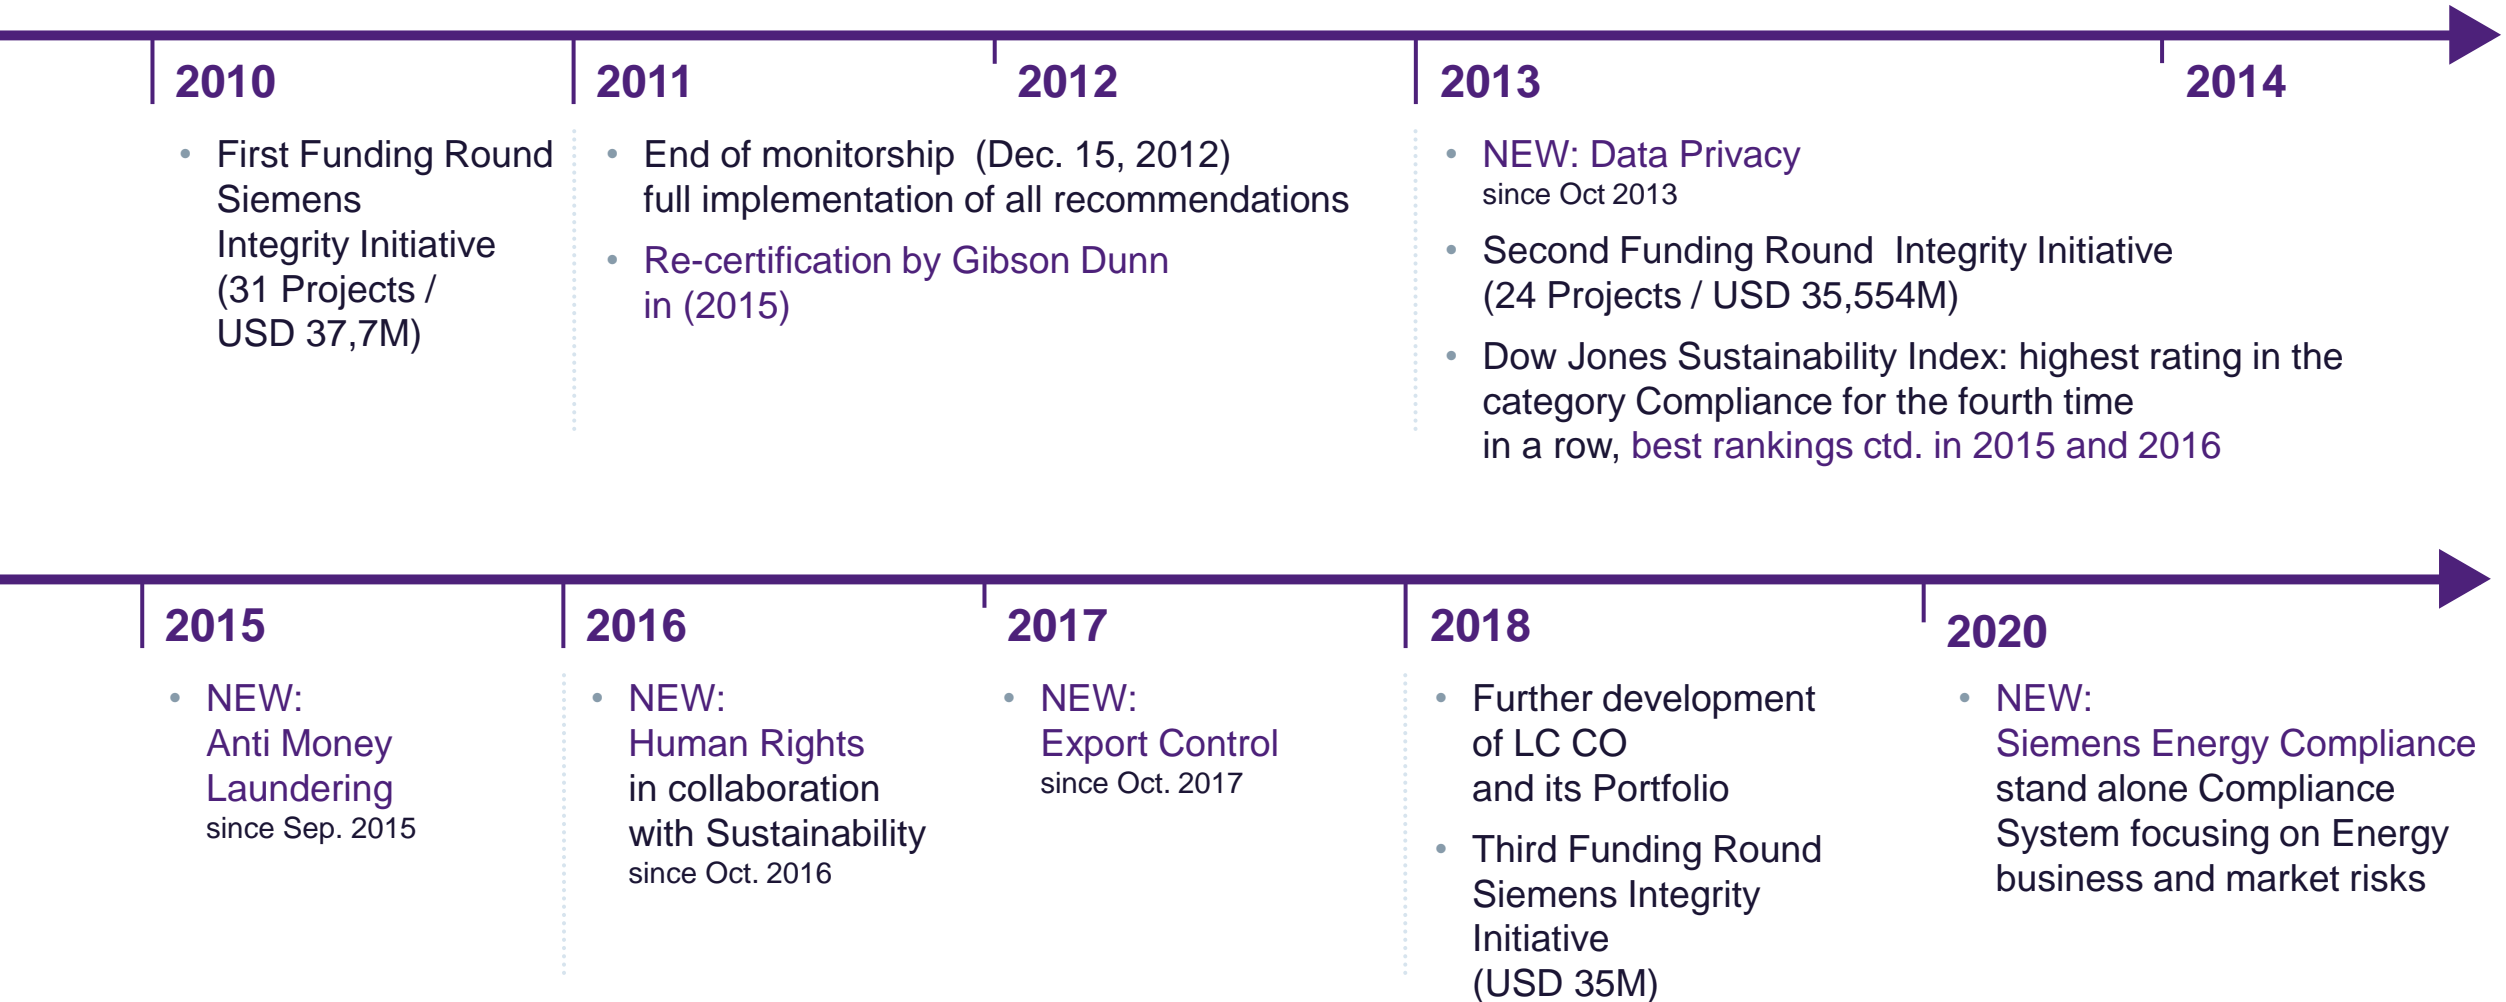 2010
• First Funding Round
Siemens
Integrity Initiative
(31 Projects /
USD 37,7M)
2011
2012
• End of monitorship  (Dec. 15, 2012)
full implementation of all recommendations
• Re-certification by Gibson Dunn
in (2015)
2013
2014
• NEW: Data Privacy
since Oct 2013
• Second Funding Round  Integrity Initiative
(24 Projects / USD 35,554M)
• Dow Jones Sustainability Index: highest rating in the
category Compliance for the fourth time
in a row, best rankings ctd. in 2015 and 2016
2015
• NEW:
Anti Money
Laundering
since Sep. 2015
2016
• NEW:
Human Rights
in collaboration
with Sustainability
since Oct. 2016
2017
• NEW:
Export Control
since Oct. 2017
2018
• Further development
of LC CO
and its Portfolio
• Third Funding Round
Siemens Integrity
Initiative
(USD 35M)
2020
• NEW:
Siemens Energy Compliance
stand alone Compliance
System focusing on Energy
business and market risks